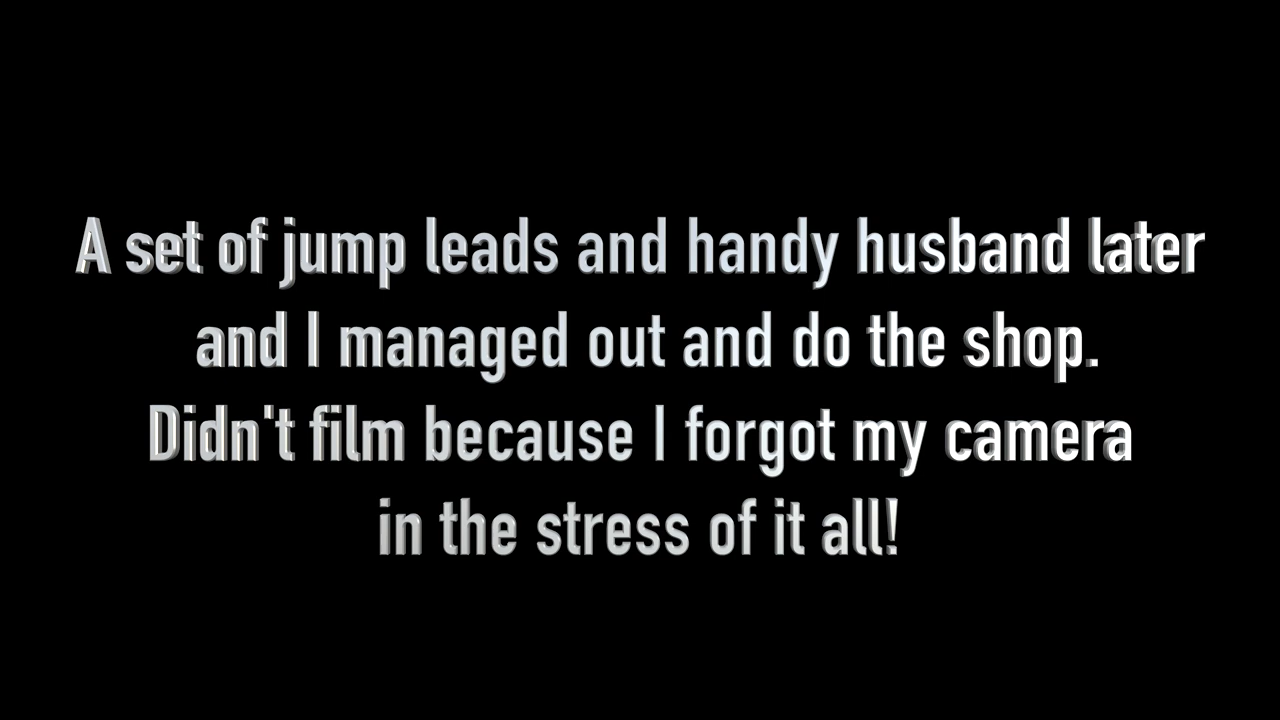 A set of jump leads and handy husband later
and I managed out and do the shop.
Didn't film because I forgot my camera
in the stress of it all!